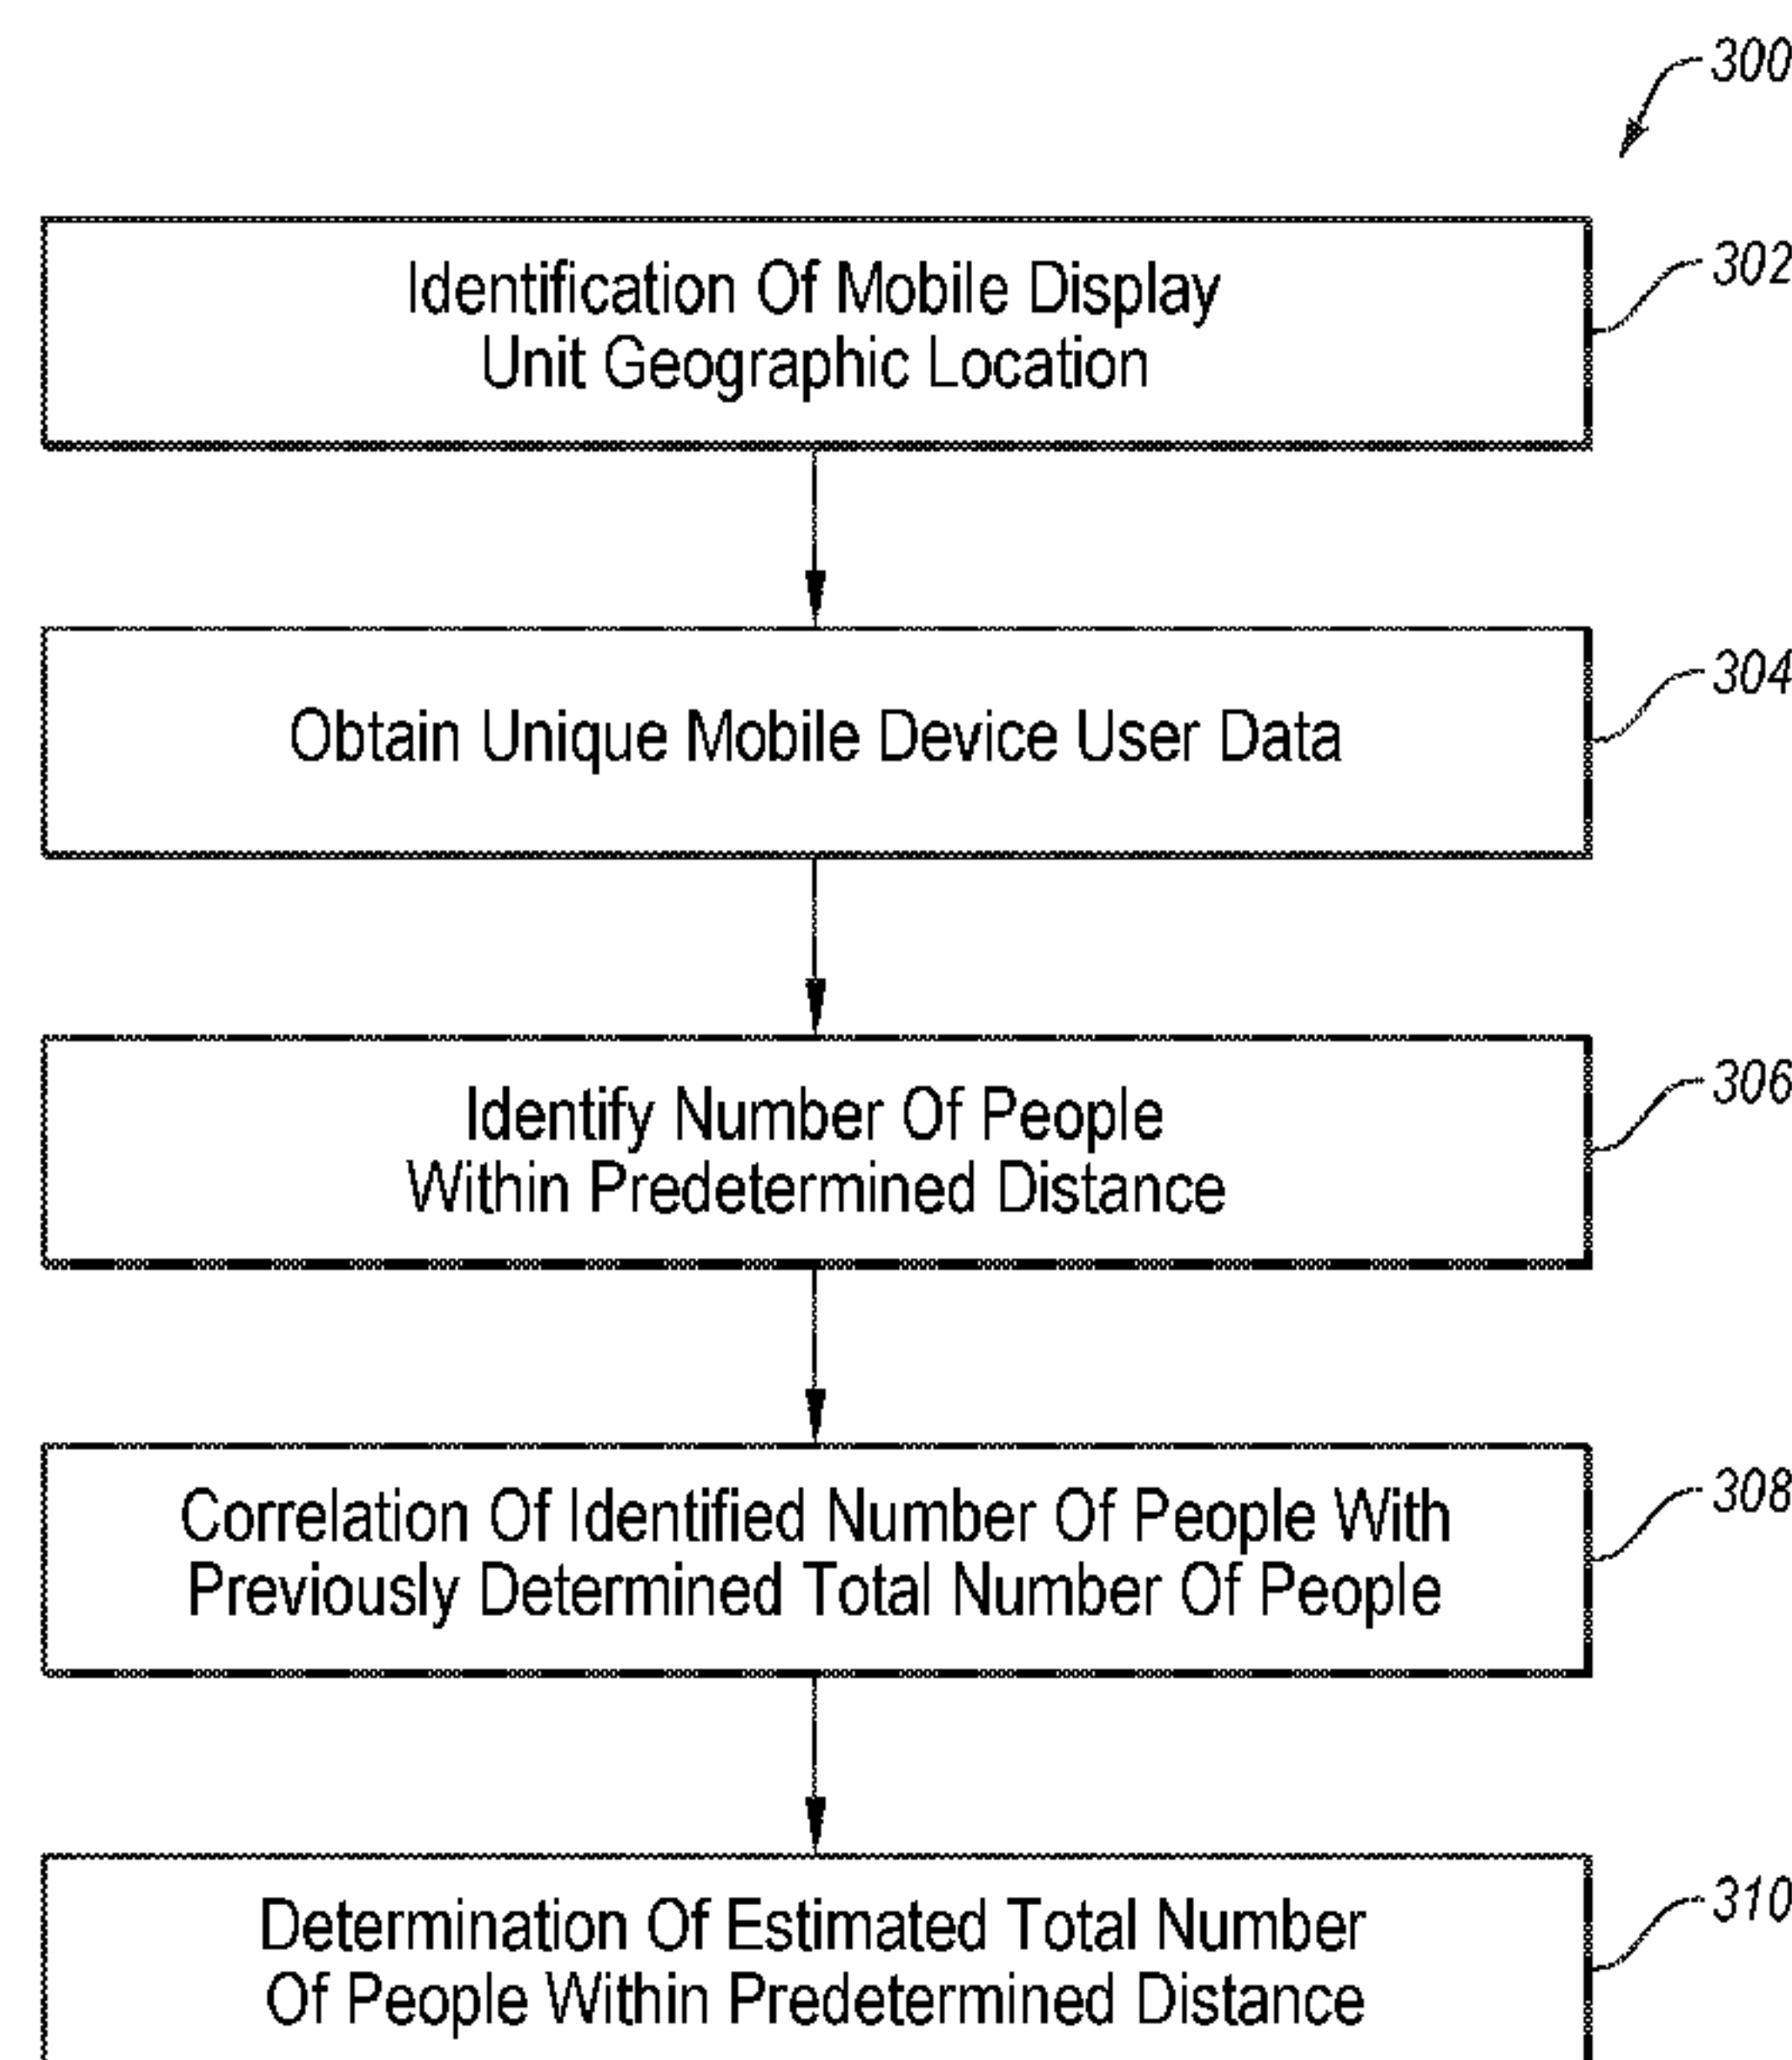 300
Identification Of Mobile Display
Unit Geographic Location
302
Obtain Unique Mobile Device User Data
304
Identify Number Of People
Within Predetermined Distance
306
Correlation Of Identified Number Of People With
Previously Determined Total Number Of People
308
Determination Of Estimated Total Number
Of People Within Predetermined Distance
310